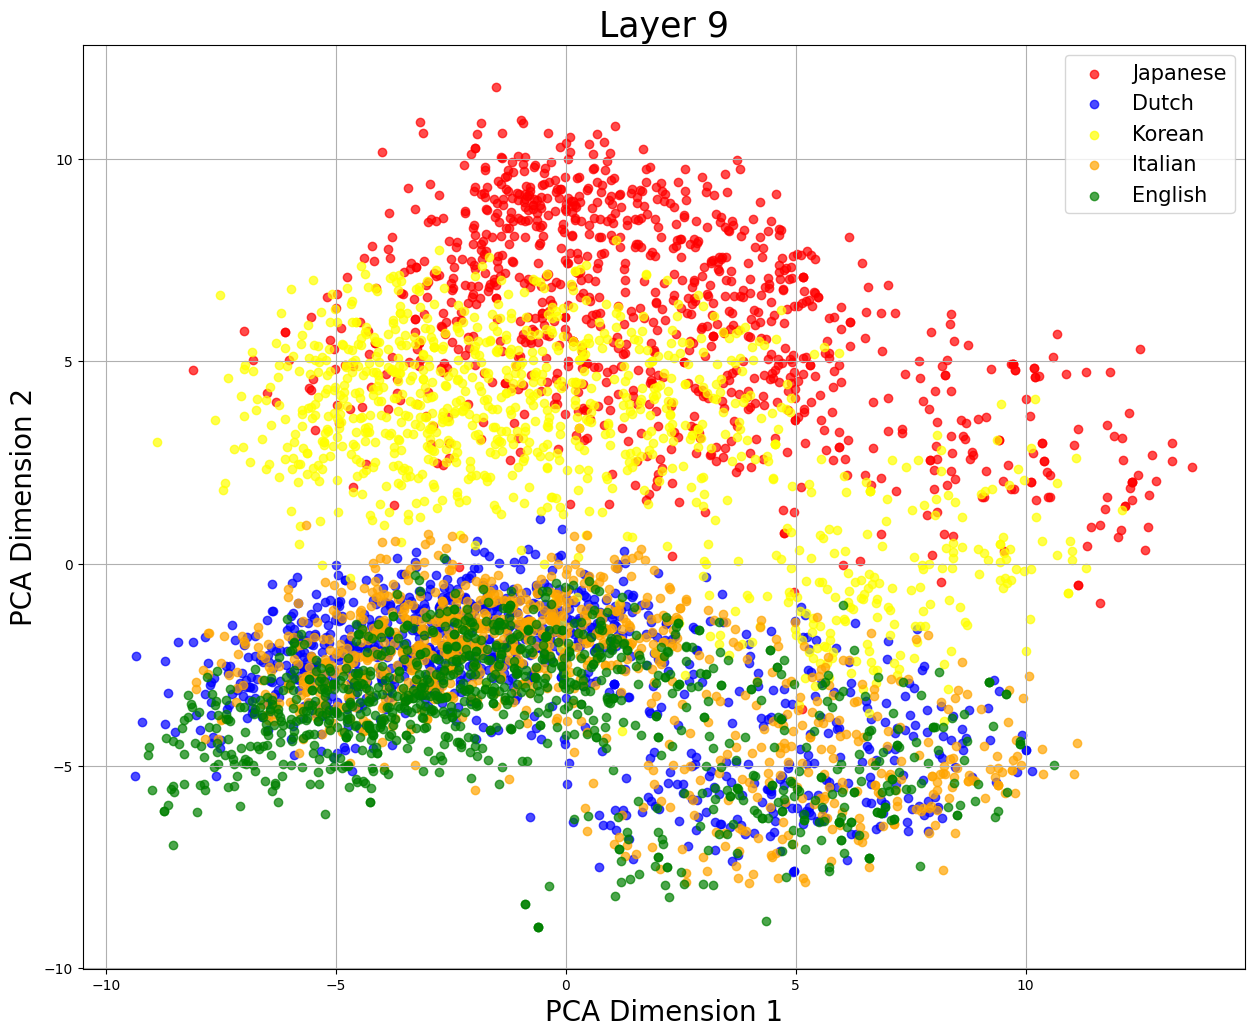 Layer 9
Japanese
Dutch
Korean
Italian
English
PCA Dimension 2
10
5
0
−5
−10
−10
−5
0
5
10
PCA Dimension 1